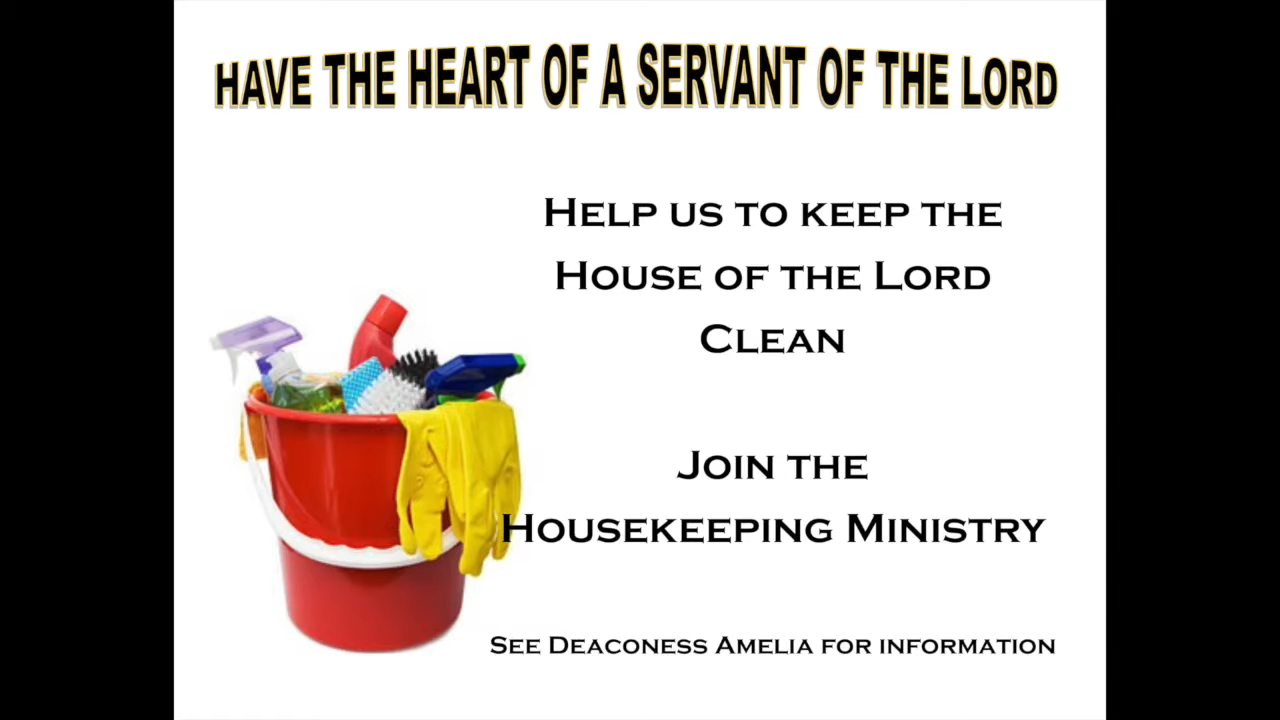 HAVE THE HEART OF A SERVANT OF THE LORD
HELP US TO KEEP THE
HOUSE OF THE LORD
CLEAN
JOIN THE
HOUSEKEEPING MINISTRY
SEE DEACONESS AMELIA FOR INFORMATION